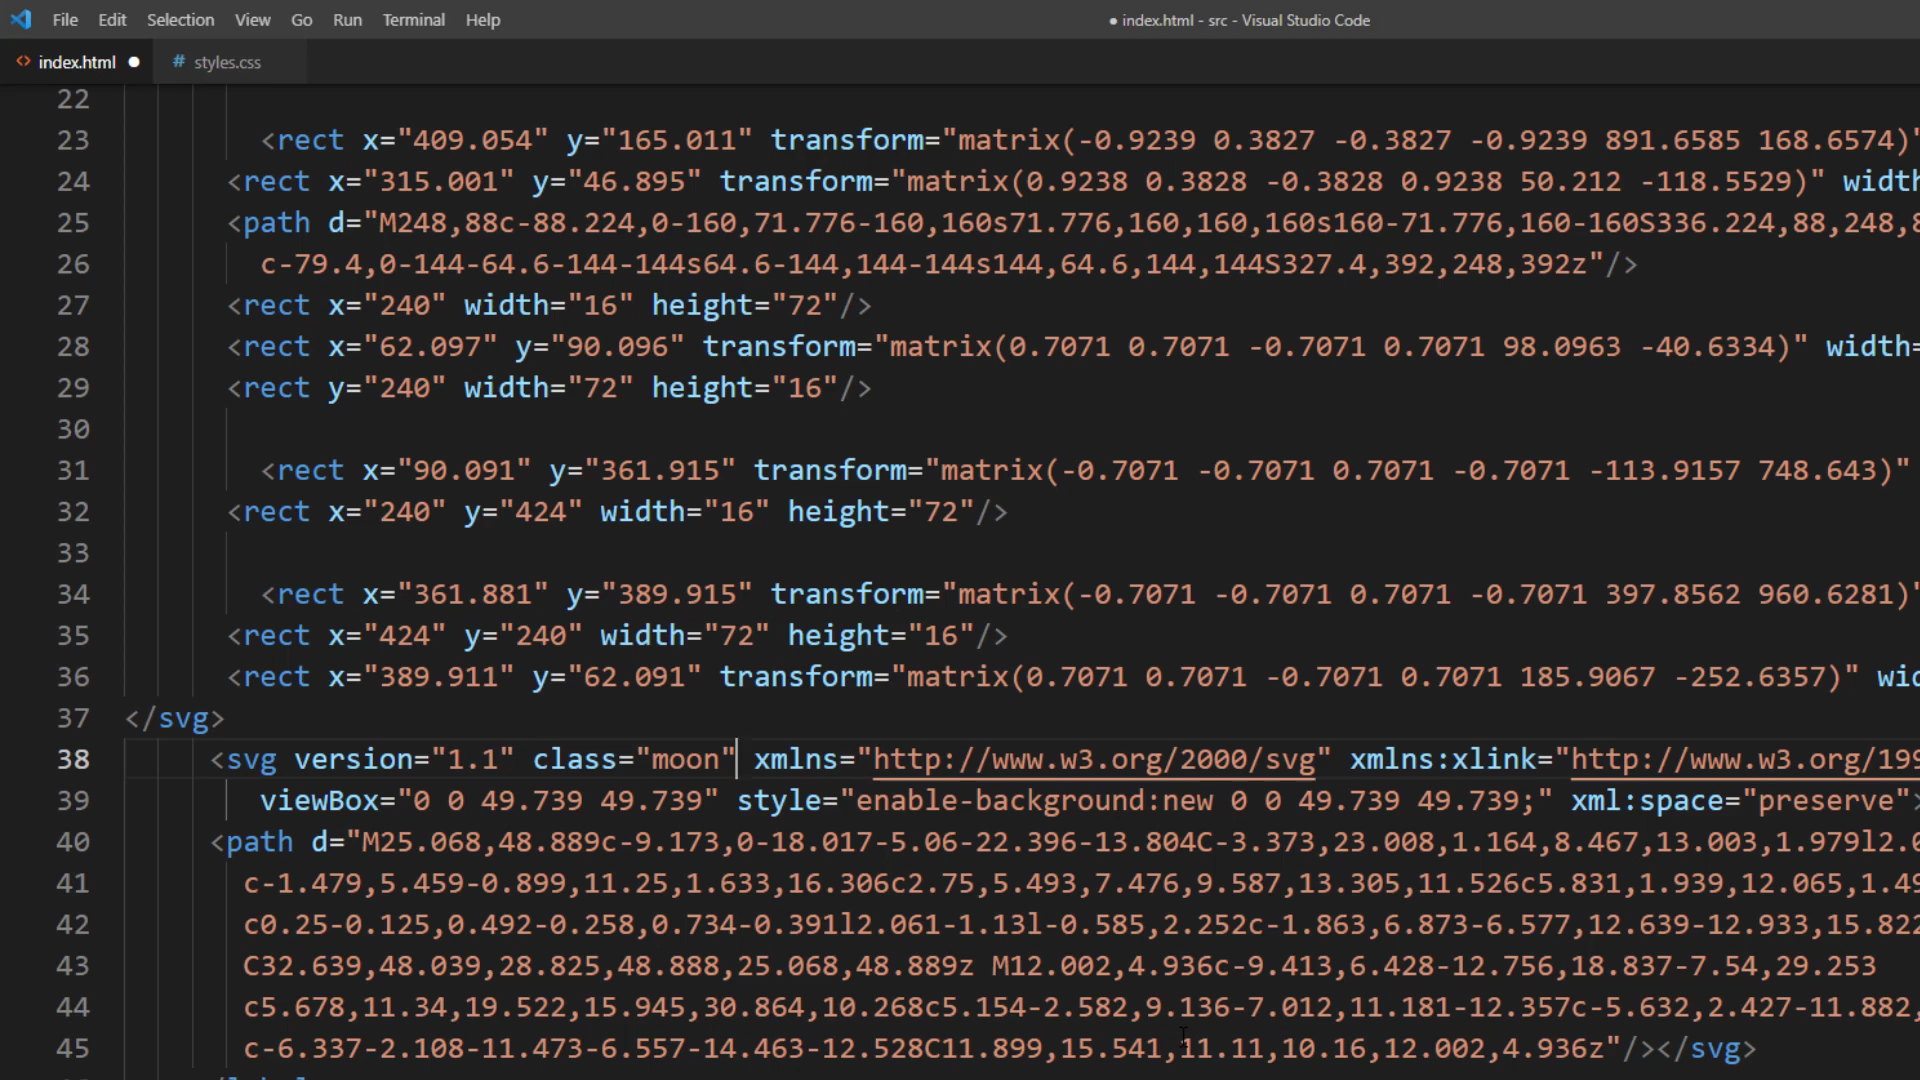 File Edit Selection View Go Run Terminal Help
● index.html - src - Visual Studio Code
<> index.html ● # styles.css
22
23 <rect x="409.054" y="165.011" transform="matrix(-0.9239 0.3827 -0.3827 -0.9239 891.6585 168.6574)"
24 <rect x="315.001" y="46.895" transform="matrix(0.9238 0.3828 -0.3828 0.9238 50.212 -118.5529)" width
25 <path d="M248,88c-88.224,0-160,71.776-160,160s71.776,160,160,160s160-71.776,160-160S336.224,88,248,8
26 c-79.4,0-144-64.6-144-144s64.6-144,144-144s144,64.6,144,144S327.4,392,248,392z"/>
27 <rect x="240" width="16" height="72"/>
28 <rect x="62.097" y="90.096" transform="matrix(0.7071 0.7071 -0.7071 0.7071 98.0963 -40.6334)" width=
29 <rect y="240" width="72" height="16"/>
30
31 <rect x="90.091" y="361.915" transform="matrix(-0.7071 -0.7071 0.7071 -0.7071 -113.9157 748.643)"
32 <rect x="240" y="424" width="16" height="72"/>
33
34 <rect x="361.881" y="389.915" transform="matrix(-0.7071 -0.7071 0.7071 -0.7071 397.8562 960.6281)"
35 <rect x="424" y="240" width="72" height="16"/>
36 <rect x="389.911" y="62.091" transform="matrix(0.7071 0.7071 -0.7071 0.7071 185.9067 -252.6357)" wid
37 </svg>
38 <svg version="1.1" class="moon" xmlns="http://www.w3.org/2000/svg" xmlns:xlink="http://www.w3.org/199
39 viewBox="0 0 49.739 49.739" style="enable-background:new 0 0 49.739 49.739;" xml:space="preserve">
40 <path d="M25.068,48.889c-9.173,0-18.017-5.06-22.396-13.804C-3.373,23.008,1.164,8.467,13.003,1.979l2.0
41 c-1.479,5.459-0.899,11.25,1.633,16.306c2.75,5.493,7.476,9.587,13.305,11.526c5.831,1.939,12.065,1.49
42 c0.25-0.125,0.492-0.258,0.734-0.391l2.061-1.13l-0.585,2.252c-1.863,6.873-6.577,12.639-12.933,15.822
43 C32.639,48.039,28.825,48.888,25.068,48.889z M12.002,4.936c-9.413,6.428-12.756,18.837-7.54,29.253
44 c5.678,11.34,19.522,15.945,30.864,10.268c5.154-2.582,9.136-7.012,11.181-12.357c-5.632,2.427-11.882,
45 c-6.337-2.108-11.473-6.557-14.463-12.528C11.899,15.541,11.11,10.16,12.002,4.936z"/></svg>